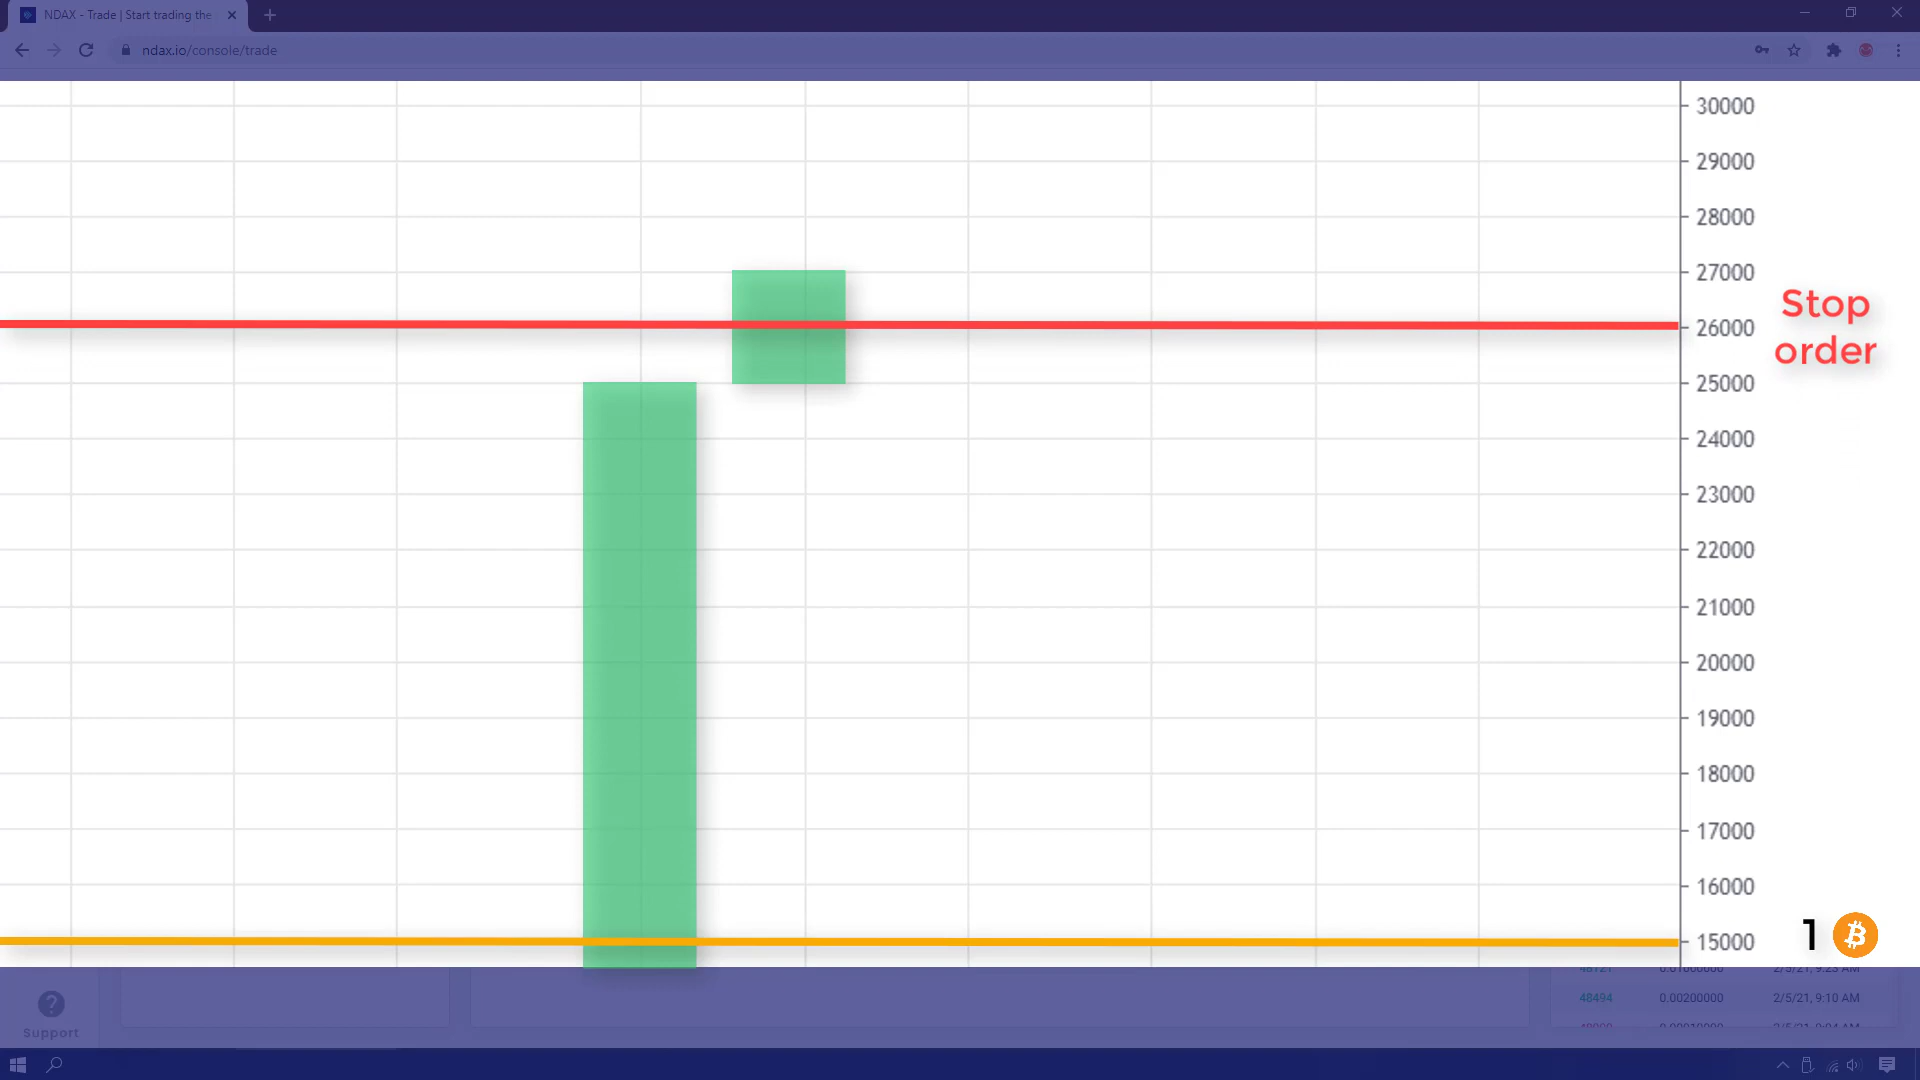 NDAX - Trade | Start trading the
ndax.io/console/trade
30000
29000
28000
27000
26000
25000
24000
23000
22000
21000
20000
19000
18000
17000
16000
15000
Stop
order
1
48494 0.00200000 2/5/21, 9:10 AM
Support